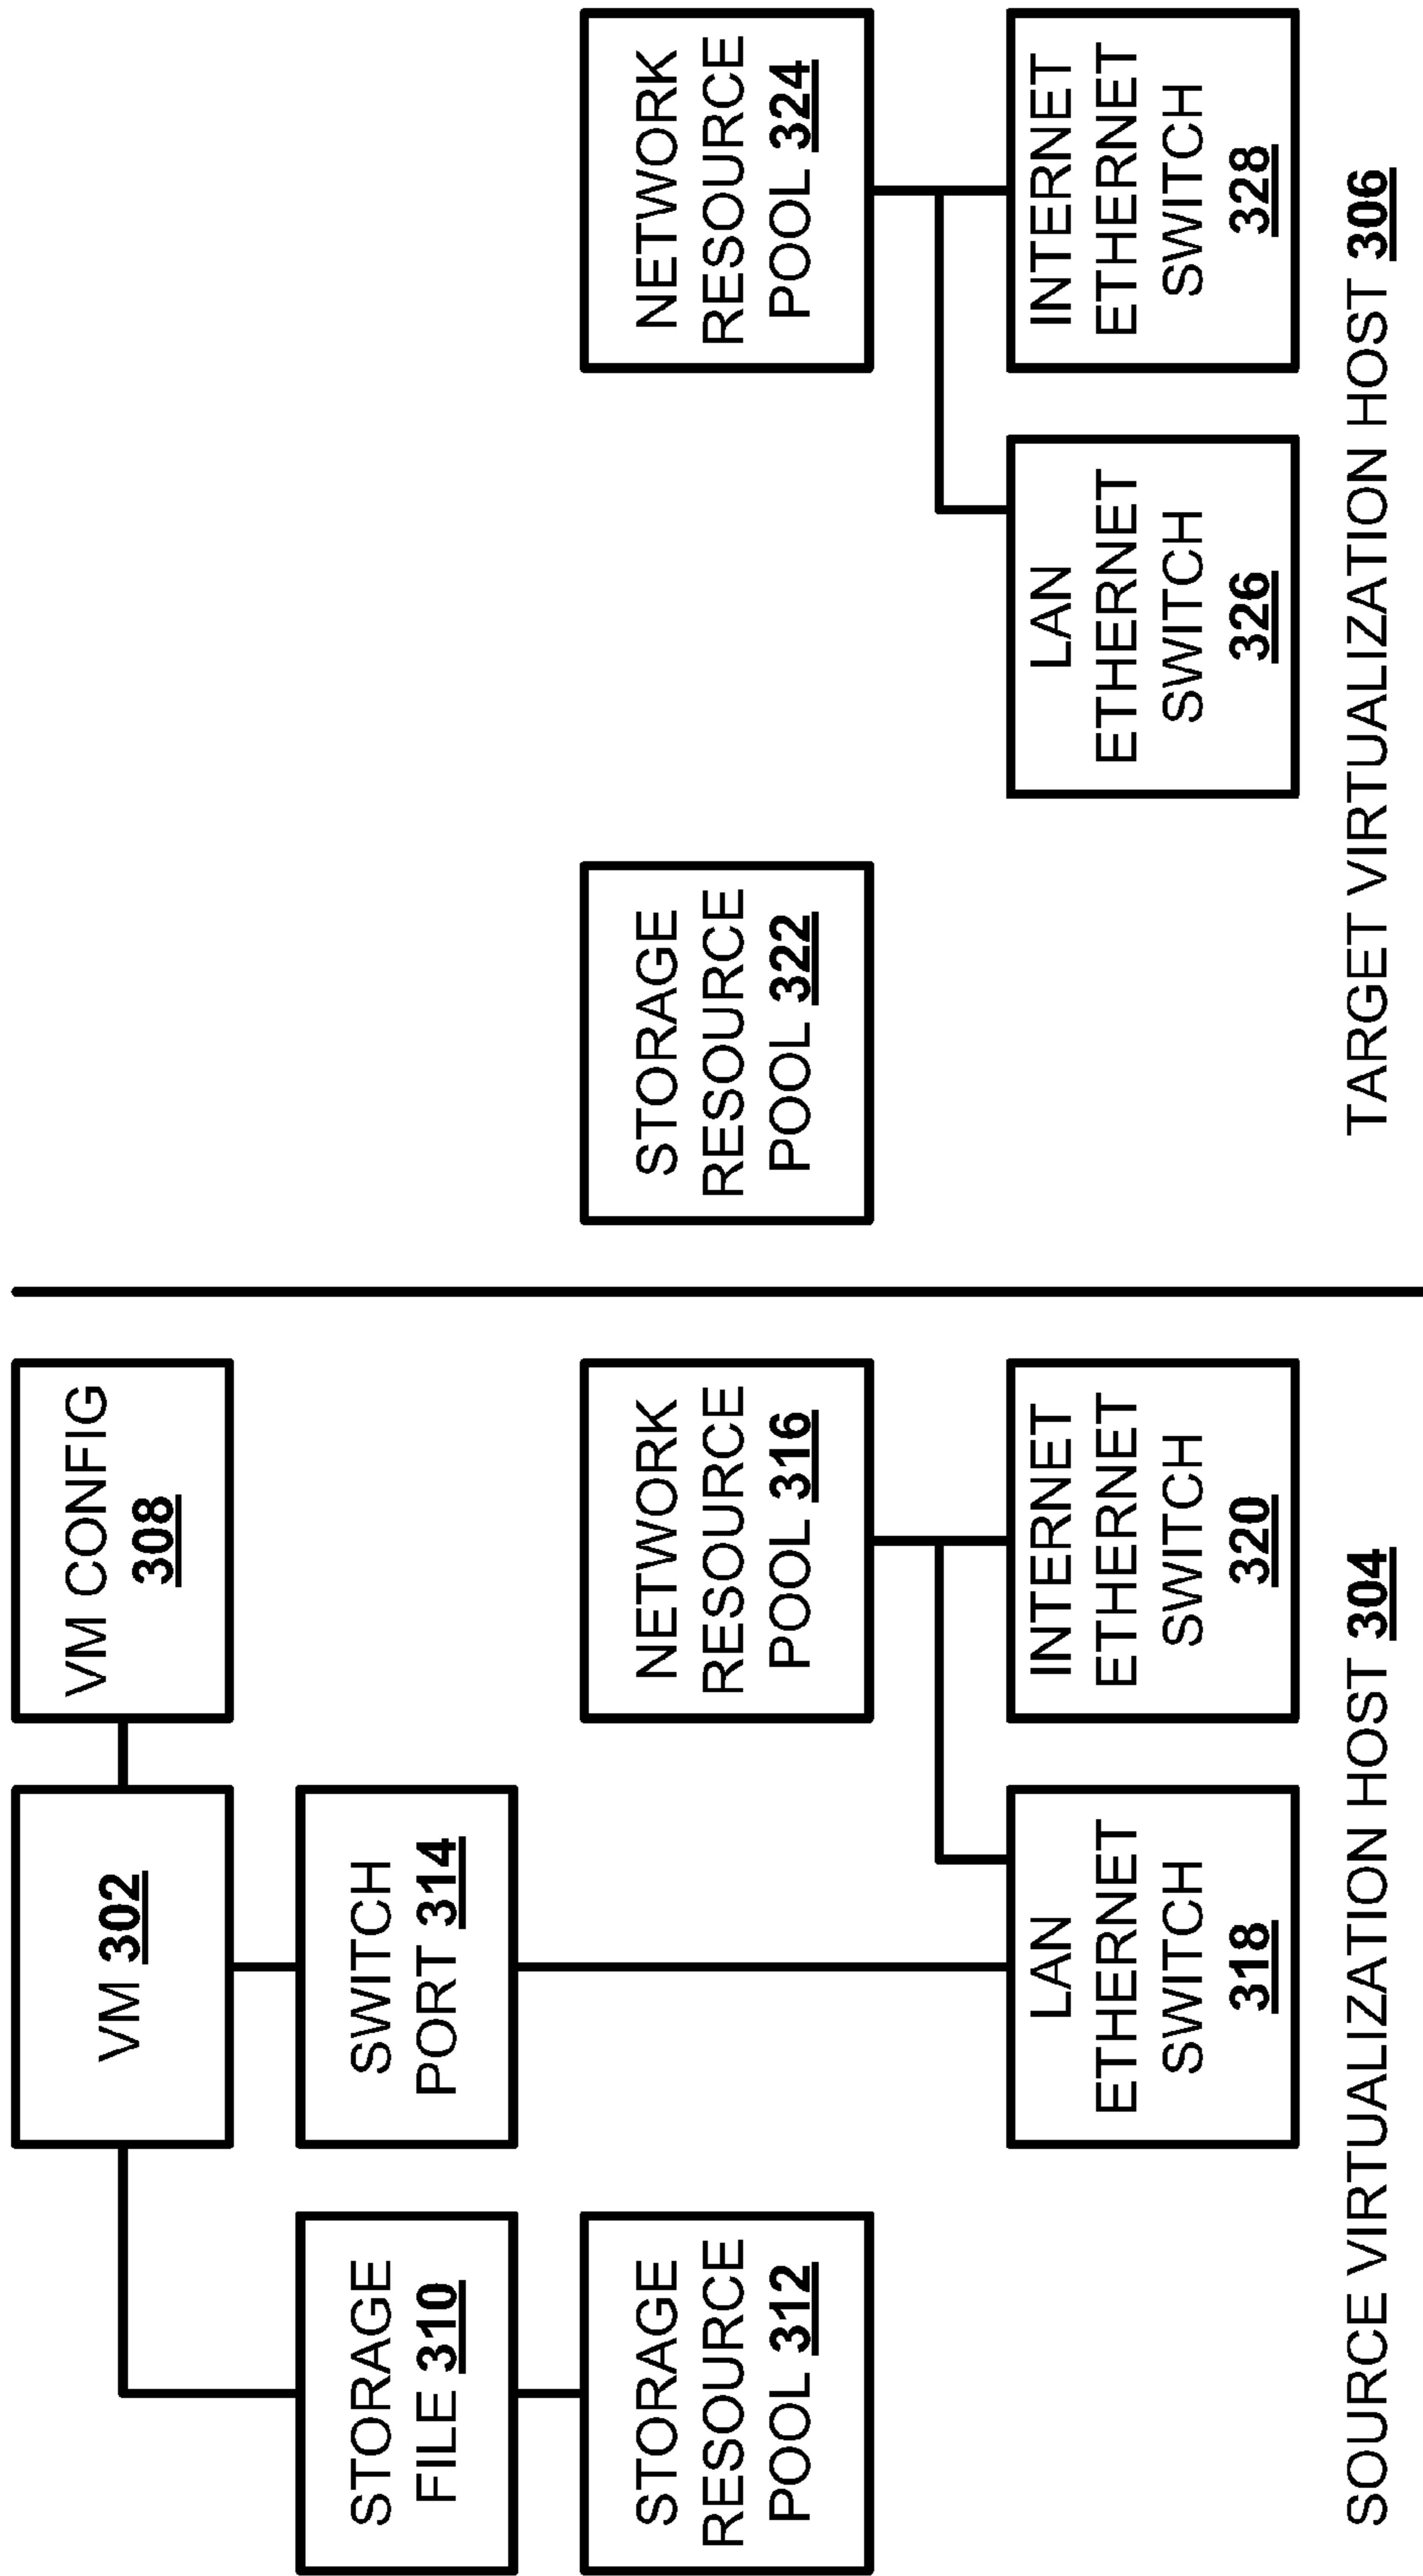 VM 302
VM CONFIG
308
STORAGE
FILE 310
SWITCH
PORT 314
STORAGE
RESOURCE
POOL 312
NETWORK
RESOURCE
POOL 316
LAN
ETHERNET
SWITCH
318
INTERNET
ETHERNET
SWITCH
320
SOURCE VIRTUALIZATION HOST 304
STORAGE
RESOURCE
POOL 322
NETWORK
RESOURCE
POOL 324
LAN
ETHERNET
SWITCH
326
INTERNET
ETHERNET
SWITCH
328
TARGET VIRTUALIZATION HOST 306